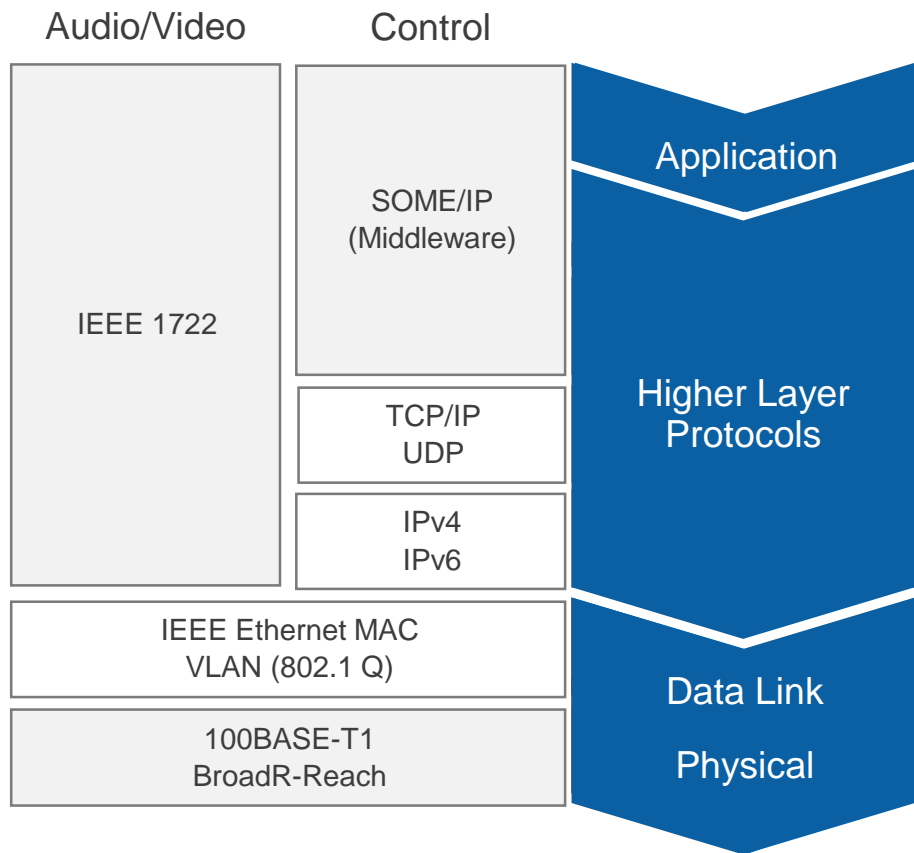 Audio/Video
Control
Application
SOME/IP
(Middleware)
IEEE 1722
Higher Layer
Protocols
TCP/IP
UDP
IPv4
IPv6
IEEE Ethernet MAC
VLAN (802.1 Q)
Data Link
100BASE-T1
BroadR-Reach
Physical